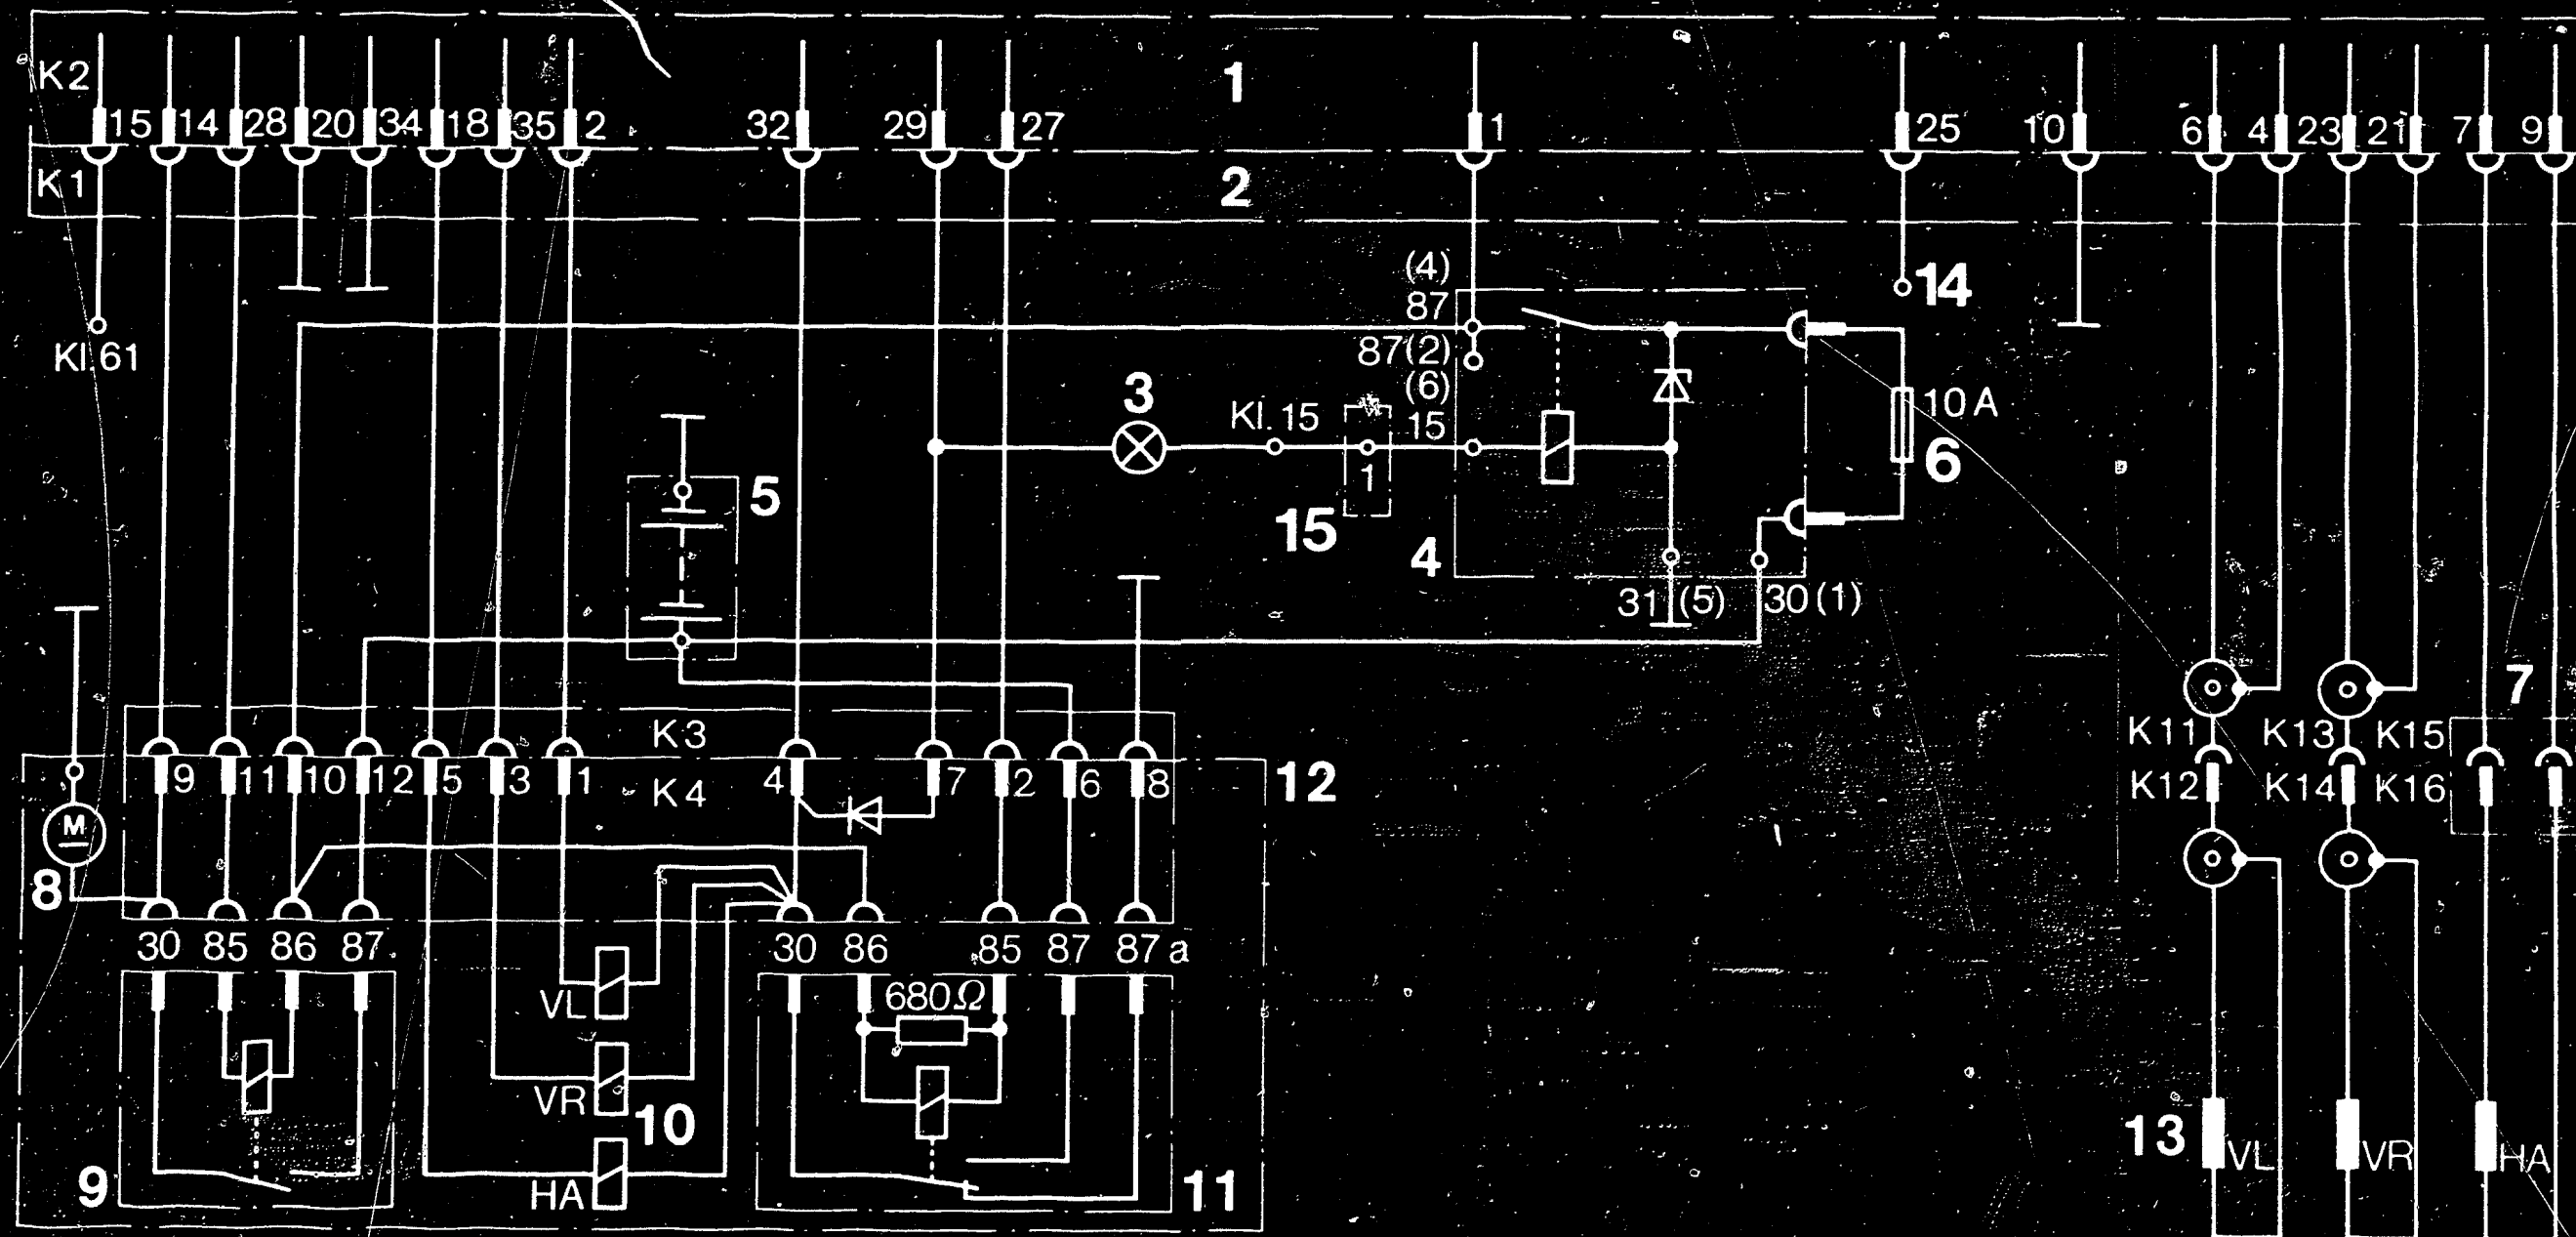 K2
1
15 14 28 20 34 18 35 2 32 29 27 1 25 10 6 4 23 21 7 9
K1
2
(4)
14
87
Kl.61
87(2)
3
(6)
10 A
Kl. 15
15
1
6
5
15
4
31 (5) 30 (1)
7
K3
K11 K13 K15
12
9 11 10 12 5 3 1 K4 4 7 2 6 8
K12 K14 K16
M
8
30 85 86 87 30 86 85 87 87 a
VL
680Ω
VR
10
13
VL VR HA
9
HA
11